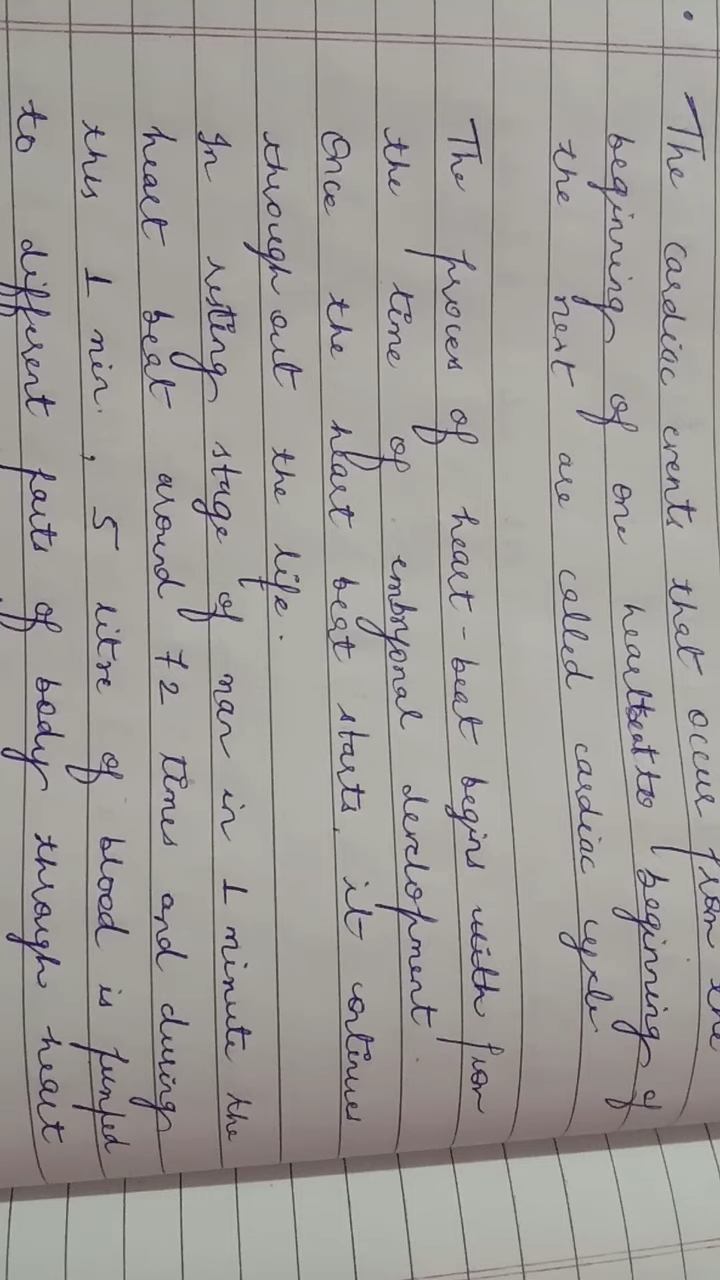 The cardiac events that occur from the
beginning of one heartbeat to beginning of
the next are called cardiac cycle
The process of heart-beat begins with from
the time of embryonal development.
Once the heart beat starts, it continues
through out the life.
In resting stage of man in 1 minute the
heart beat around 72 times and during
this 1 min, 5 litre of blood is pumped
to different parts of body through heart